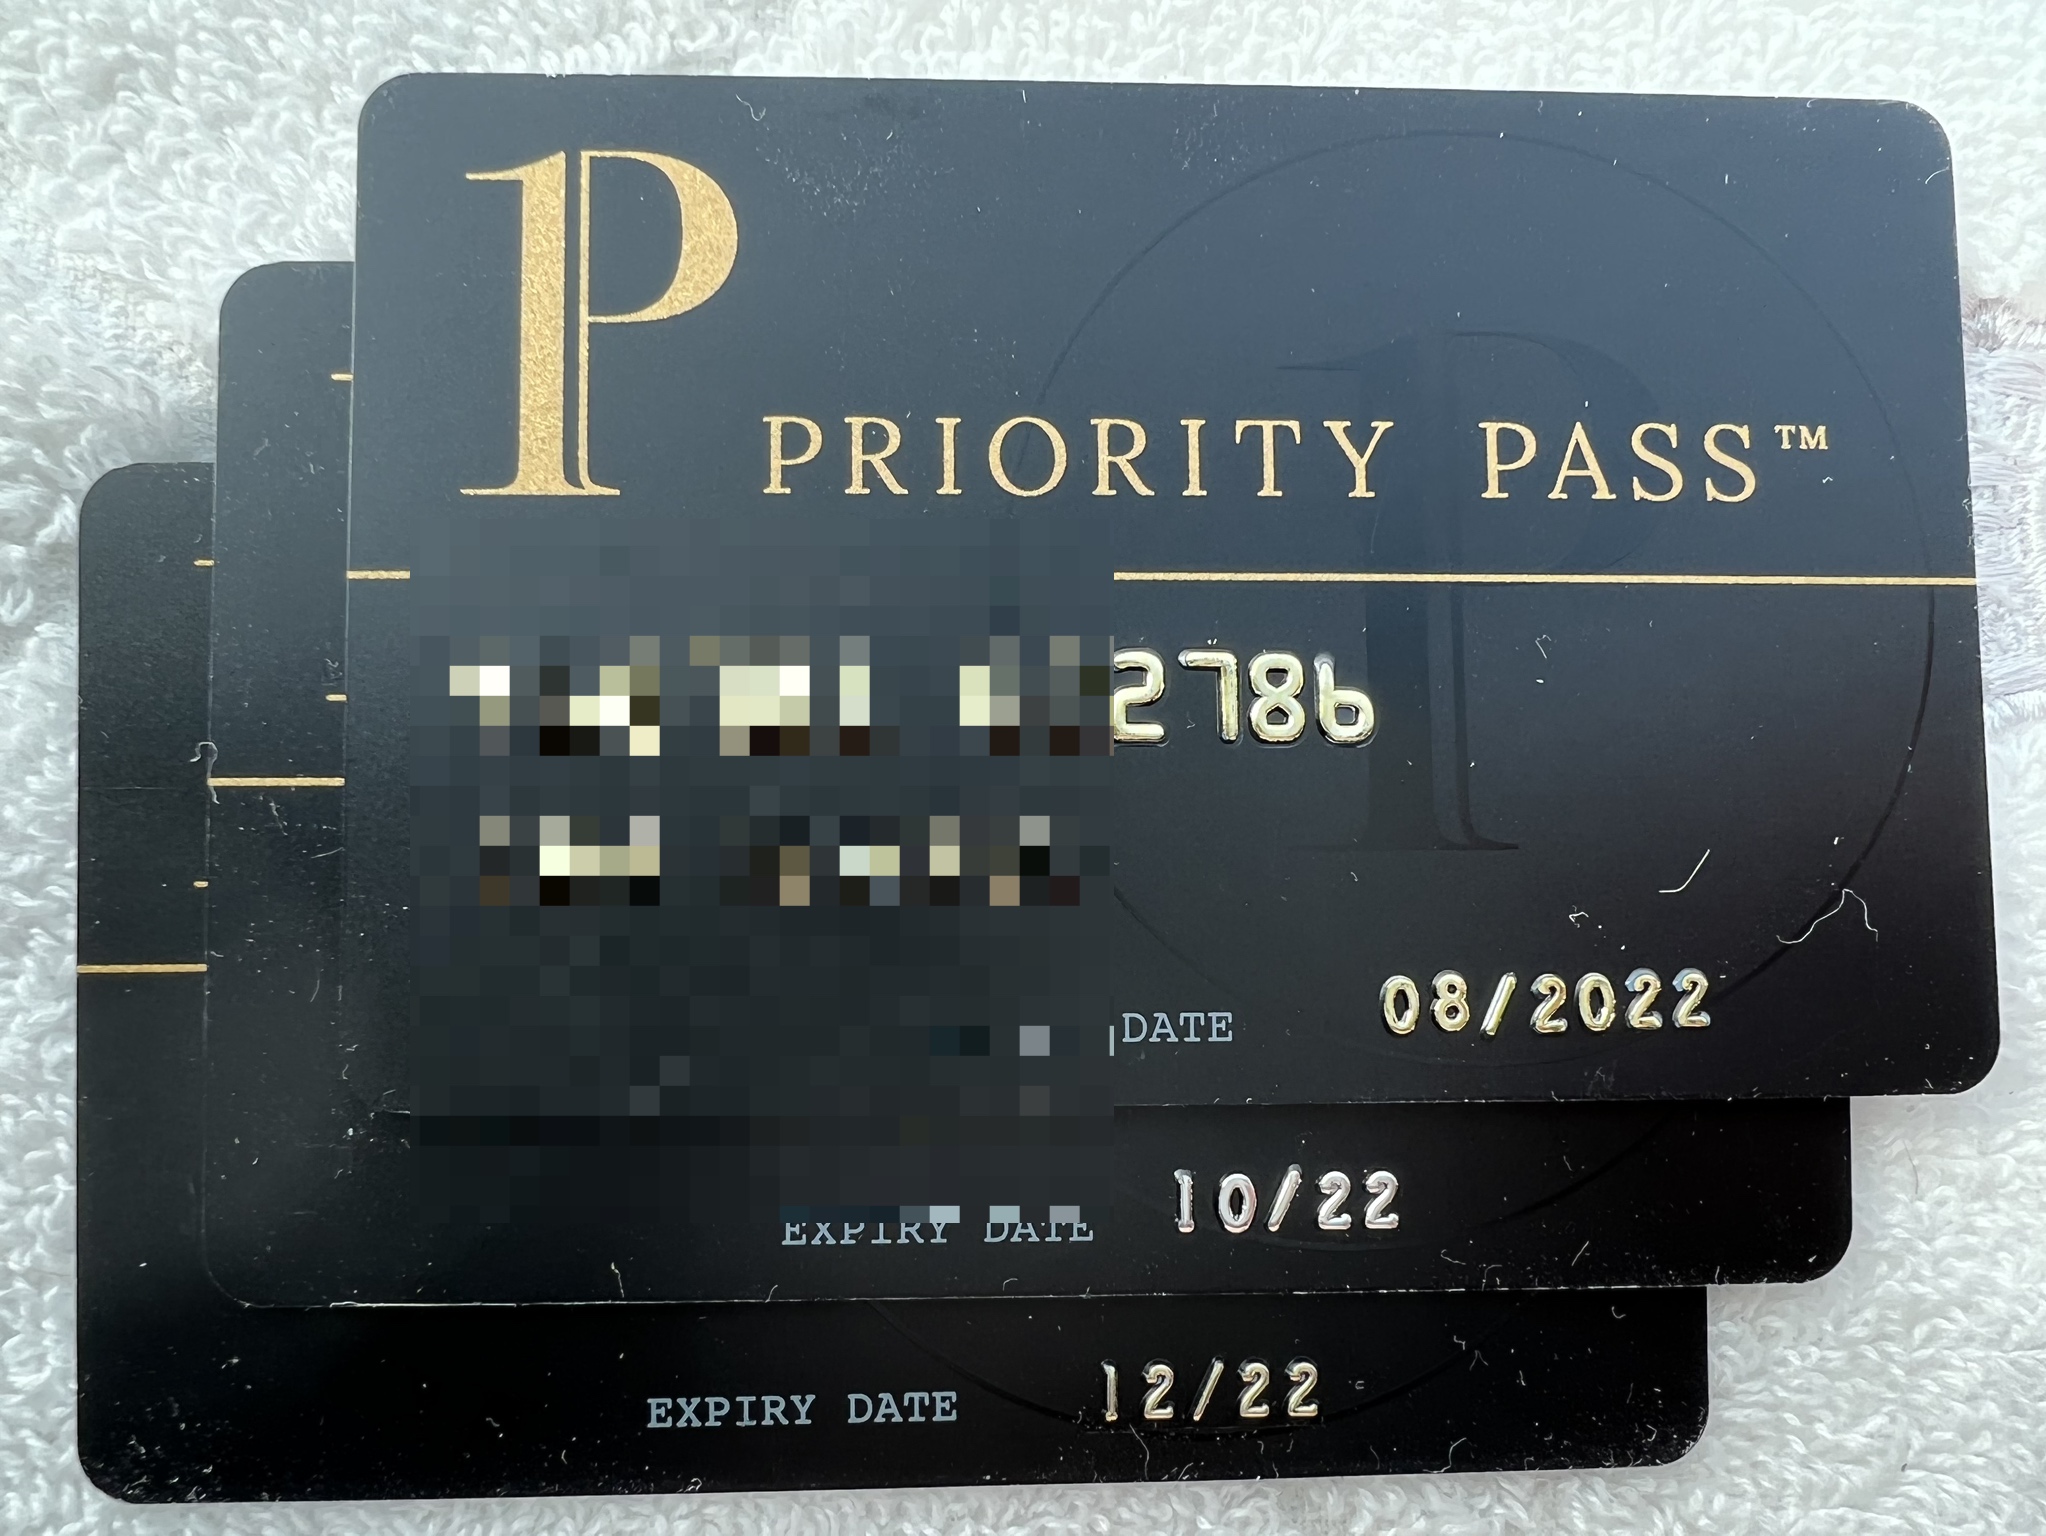 PRIORITY PASS™
2786
DATE 08/2022
EXPIRY DATE 10/22
EXPIRY DATE 12/22